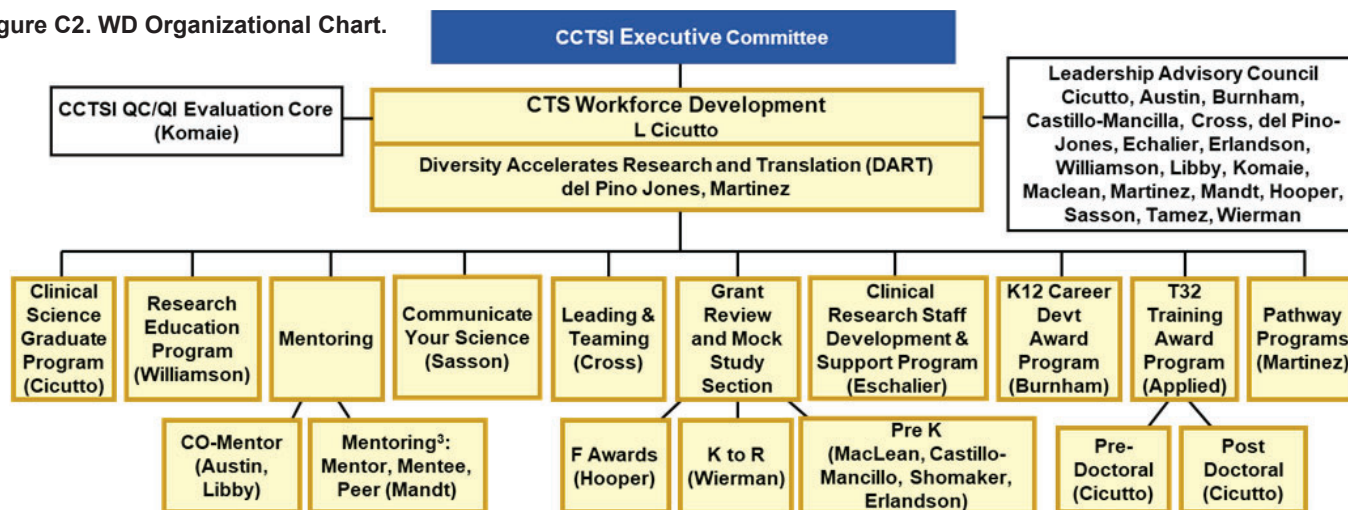 gure C2. WD Organizational Chart.
CCTSI Executive Committee
CCTSI QC/QI Evaluation Core
(Komaie)
CTS Workforce Development
L Cicutto
Diversity Accelerates Research and Translation (DART)
del Pino Jones, Martinez
Leadership Advisory Council
Cicutto, Austin, Burnham,
Castillo-Mancilla, Cross, del Pino-
Jones, Echalier, Erlandson,
Williamson, Libby, Komaie,
Maclean, Martinez, Mandt, Hooper,
Sasson, Tamez, Wierman
Clinical
Science
Graduate
Program
(Cicutto)
Research
Education
Program
(Williamson)
Mentoring
Communicate
Your Science
(Sasson)
Leading &
Teaming
(Cross)
Grant
Review
and Mock
Study
Section
Clinical
Research Staff
Development &
Support Program
(Eschalier)
K12 Career
Devt
Award
Program
(Burnham)
T32
Training
Award
Program
(Applied)
Pathway
Programs
(Martinez)
CO-Mentor
(Austin,
Libby)
Mentoring³:
Mentor, Mentee,
Peer (Mandt)
F Awards
(Hooper)
K to R
(Wierman)
Pre K
(MacLean, Castillo-
Mancillo, Shomaker,
Erlandson)
Pre-
Doctoral
(Cicutto)
Post
Doctoral
(Cicutto)